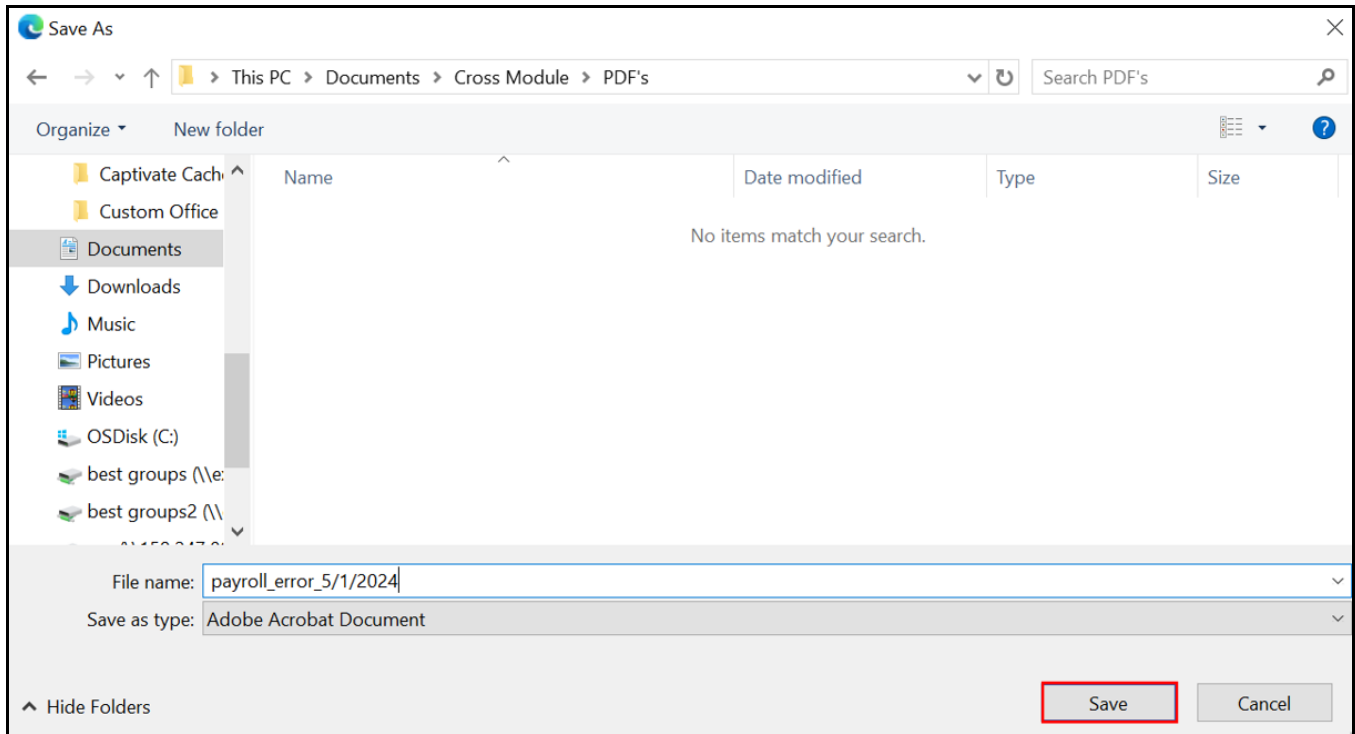 Save As
This PC > Documents > Cross Module > PDF's
Search PDF's
Organize
New folder
?
Captivate Cach
Name
Date modified
Type
Size
Custom Office
No items match your search.
Documents
Downloads
Music
Pictures
Videos
OSDisk (C:)
best groups (\\e
best groups2 (\\
File name: payroll_error_5/1/2024
Save as type: Adobe Acrobat Document
Hide Folders
Save
Cancel